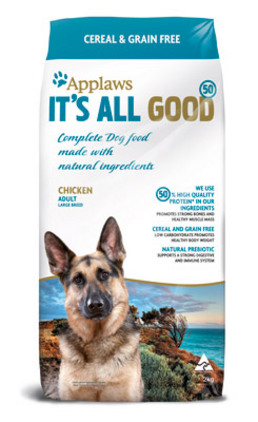 CEREAL & GRAIN FREE
Applaws
50
IT'S ALL GOOD
Complete Dog food
made with
natural ingredients
CHICKEN
ADULT
LARGE BREED
WE USE
50% HIGH QUALITY
PROTEIN* IN OUR
INGREDIENTS
PROMOTES STRONG BONES AND
HEALTHY MUSCLE MASS
CEREAL AND GRAIN FREE
LOW CARBOHYDRATE PROMOTES
HEALTHY BODY WEIGHT
NATURAL PREBIOTIC
SUPPORTS A STRONG DIGESTIVE
AND IMMUNE SYSTEM